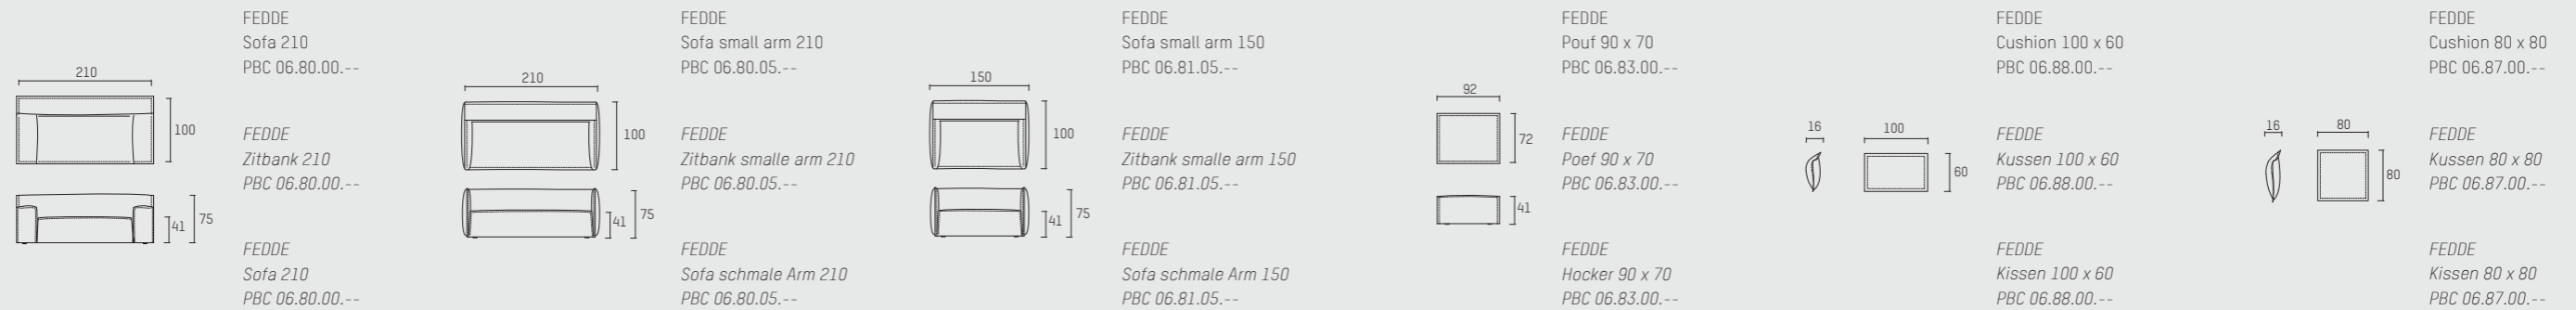 FEDDE
Sofa 210
PBC 06.80.00.--
210
100
41
75
FEDDE
Zitbank 210
PBC 06.80.00.--
FEDDE
Sofa 210
PBC 06.80.00.--
FEDDE
Sofa small arm 210
PBC 06.80.05.--
210
100
41
75
FEDDE
Zitbank smalle arm 210
PBC 06.80.05.--
FEDDE
Sofa schmale Arm 210
PBC 06.80.05.--
FEDDE
Sofa small arm 150
PBC 06.81.05.--
150
100
41
75
FEDDE
Zitbank smalle arm 150
PBC 06.81.05.--
FEDDE
Sofa schmale Arm 150
PBC 06.81.05.--
FEDDE
Pouf 90 x 70
PBC 06.83.00.--
92
72
41
FEDDE
Poef 90 x 70
PBC 06.83.00.--
FEDDE
Hocker 90 x 70
PBC 06.83.00.--
FEDDE
Cushion 100 x 60
PBC 06.88.00.--
16
100
60
FEDDE
Kussen 100 x 60
PBC 06.88.00.--
FEDDE
Kissen 100 x 60
PBC 06.88.00.--
FEDDE
Cushion 80 x 80
PBC 06.87.00.--
16
80
80
FEDDE
Kussen 80 x 80
PBC 06.87.00.--
FEDDE
Kissen 80 x 80
PBC 06.87.00.--